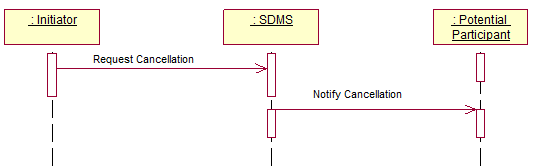 : Initiator
: SDMS
: Potential
Participant
Request Cancellation
Notify Cancellation